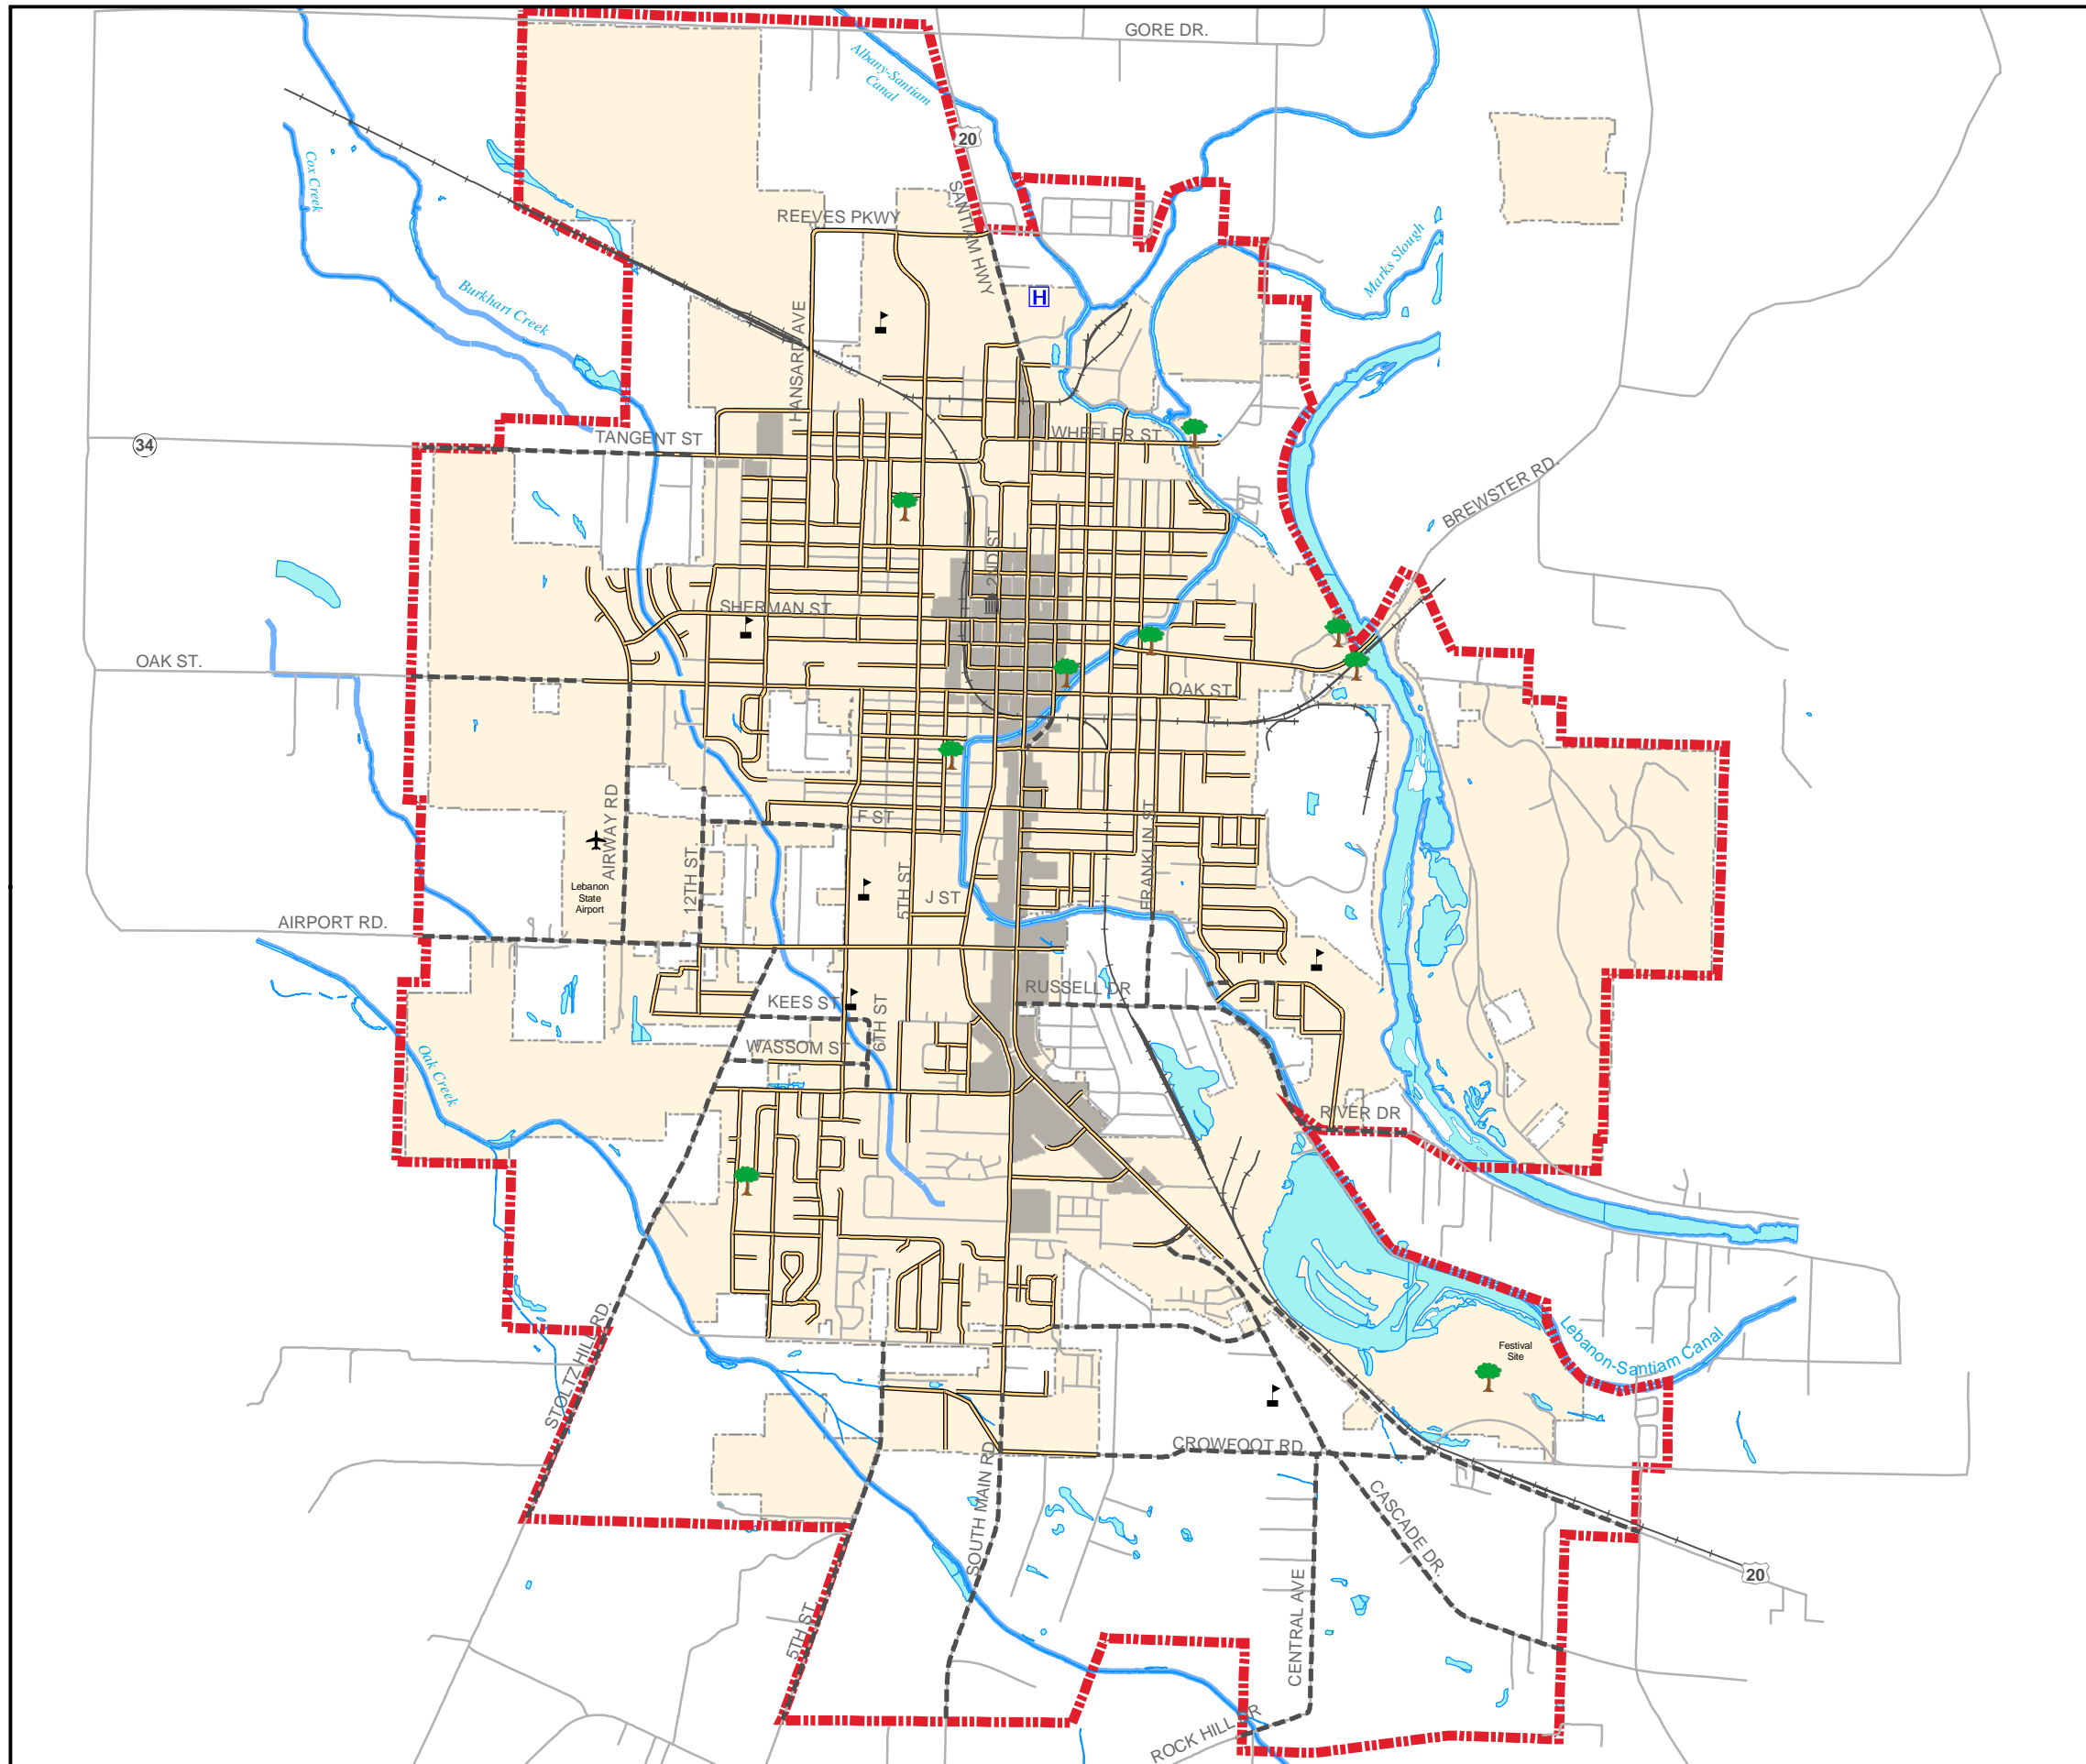 GORE DR.
Albany-Santiam
Canal
20
Cox Creek
SANTIAM HWY
REEVES PKWY
Marks Slough
H
Burkhart Creek
HANSARD AVE
34
TANGENT ST
WHEELER ST
BREWSTER RD.
2ND ST
SHERMAN ST
OAK ST.
OAK ST
AIRWAY RD
F ST
FRANKLIN ST
12TH ST.
5TH ST.
Lebanon
State
Airport
J ST
AIRPORT RD.
RUSSELL DR
KEES ST
6TH ST
WASSOM ST
Oak Creek
RIVER DR
STOLTZ HILL RD.
Festival
Site
Lebanon-Santiam Canal
CROWFOOT RD.
SOUTH MAIN RD.
CASCADE DR.
20
CENTRAL AVE
5TH ST.
ROCK HILL DR